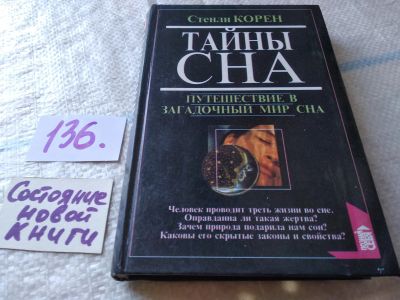 Стенли КОРЕН
ТАЙНЫ
СНА
ПУТЕШЕСТВИЕ В
ЗАГАДОЧНЫЙ МИР СНА
Человек проводит треть жизни во сне.
Оправданна ли такая жертва?
Зачем природа подарила нам сон?
Каковы его скрытые законы и свойства?
136.
Состояние
новой
книги